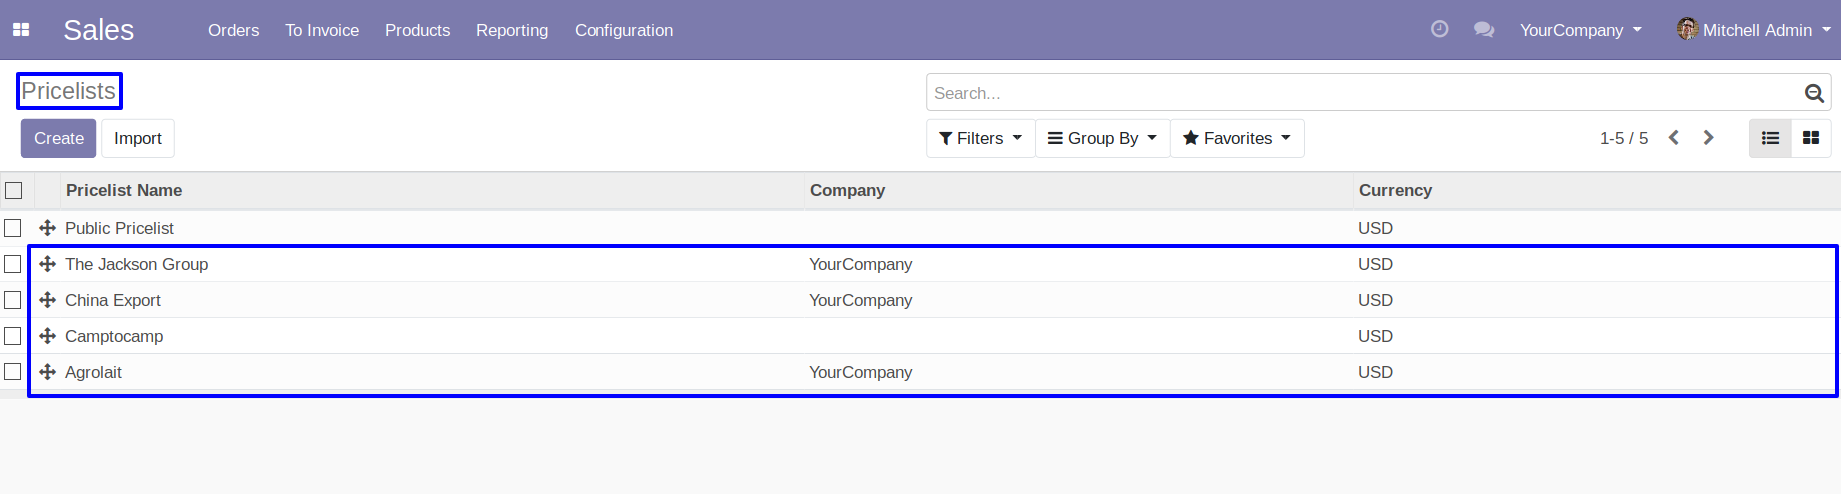 Sales Orders To Invoice Products Reporting Configuration YourCompany Mitchell Admin
Pricelists Search...
Create Import Filters Group By Favorites 1-5 / 5
Pricelist Name Company Currency
Public Pricelist USD
The Jackson Group YourCompany USD
China Export YourCompany USD
Camptocamp USD
Agrolait YourCompany USD